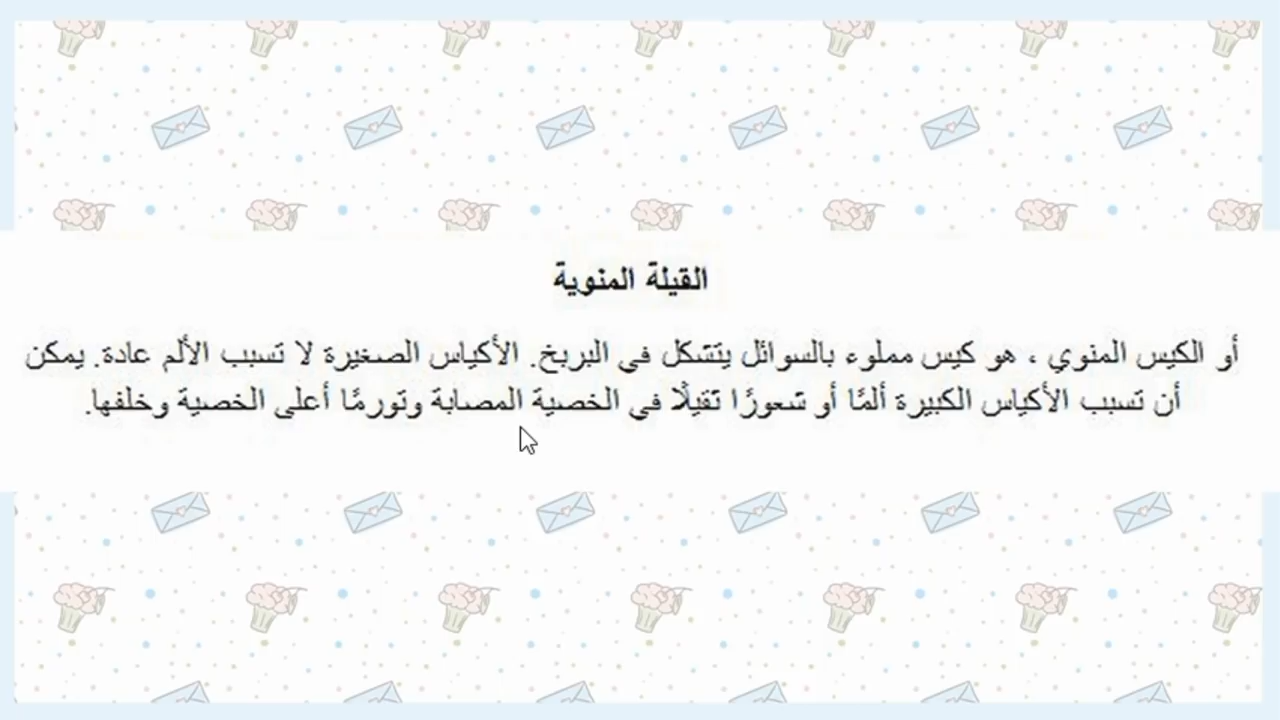 القيلة المنوية
أو الكيس المنوي ، هو كيس مملوء بالسوائل يتشكل في البربخ. الأكياس الصغيرة لا تسبب الألم عادة. يمكن
أن تسبب الأكياس الكبيرة ألمًا أو شعورًا ثقيلًا في الخصية المصابة وتورمًا أعلى الخصية وخلفها.